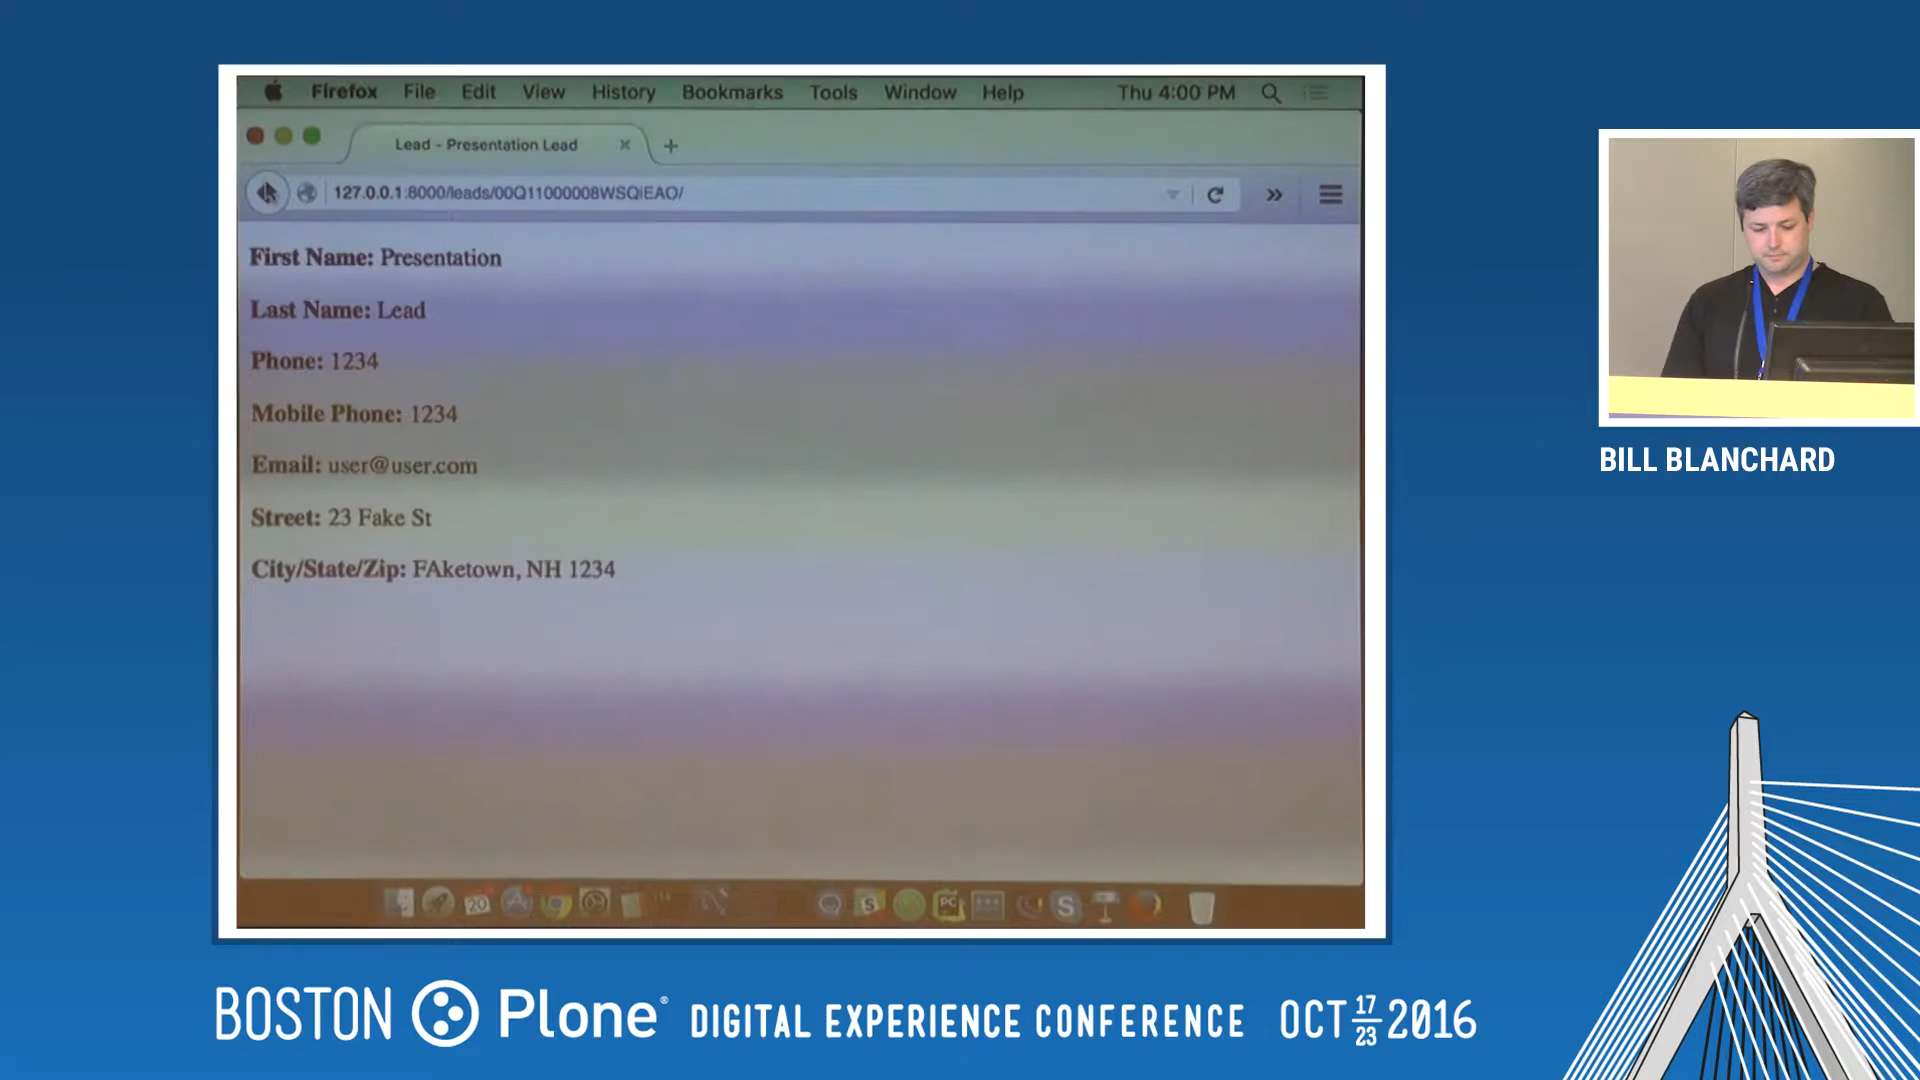 Firefox File Edit View History Bookmarks Tools Window Help Thu 4:00 PM
Lead - Presentation Lead
127.0.0.1:8000/leads/00Q11000008WSQiEAO/
First Name: Presentation
Last Name: Lead
Phone: 1234
Mobile Phone: 1234
Email: user@user.com
Street: 23 Fake St
City/State/Zip: FAketown, NH 1234
20
S
PC
S
BILL BLANCHARD
BOSTON Plone® DIGITAL EXPERIENCE CONFERENCE OCT 17 23 2016